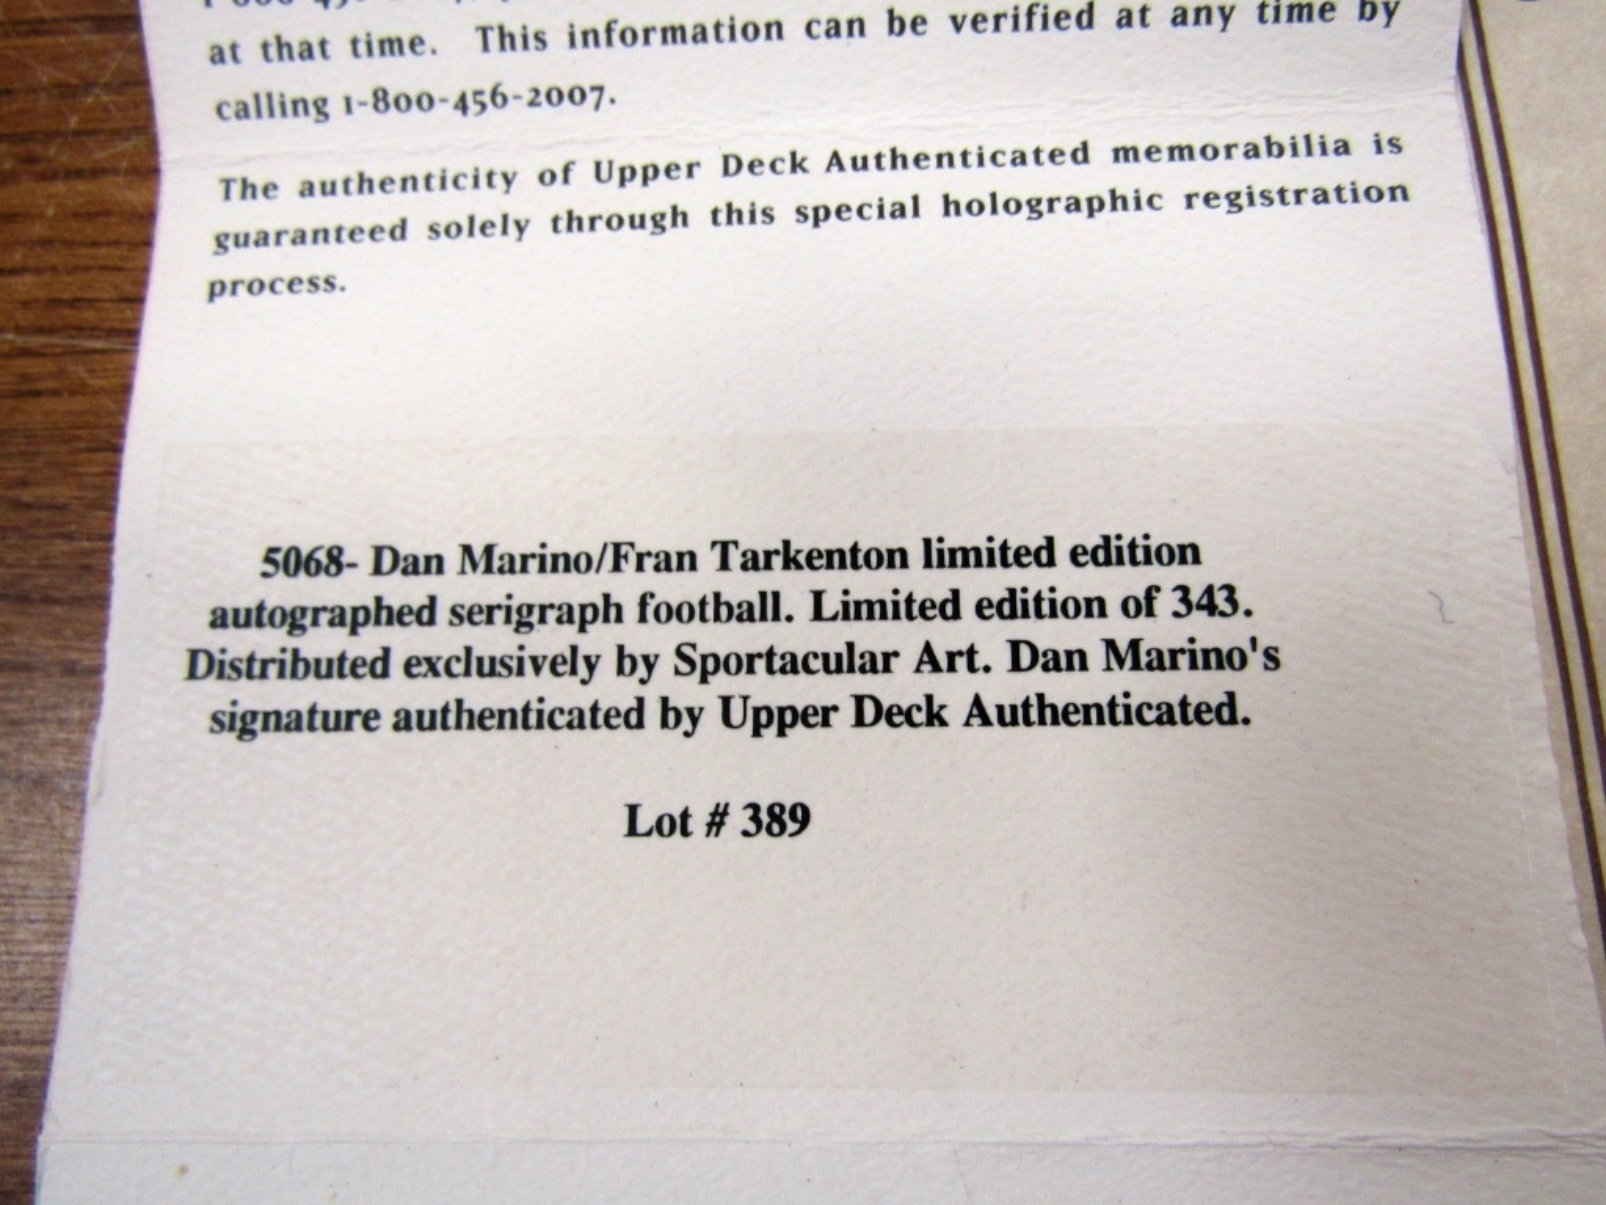 at that time. This information can be verified at any time by
calling 1-800-456-2007.
The authenticity of Upper Deck Authenticated memorabilia is
guaranteed solely through this special holographic registration
process.
5068- Dan Marino/Fran Tarkenton limited edition
autographed serigraph football. Limited edition of 343.
Distributed exclusively by Sportacular Art. Dan Marino's
signature authenticated by Upper Deck Authenticated.
Lot # 389